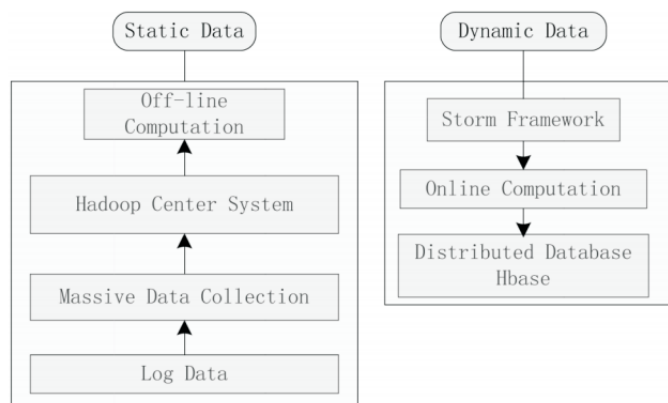 Static Data
Off-line
Computation
Hadoop Center System
Massive Data Collection
Log Data
Dynamic Data
Storm Framework
Online Computation
Distributed Database
Hbase